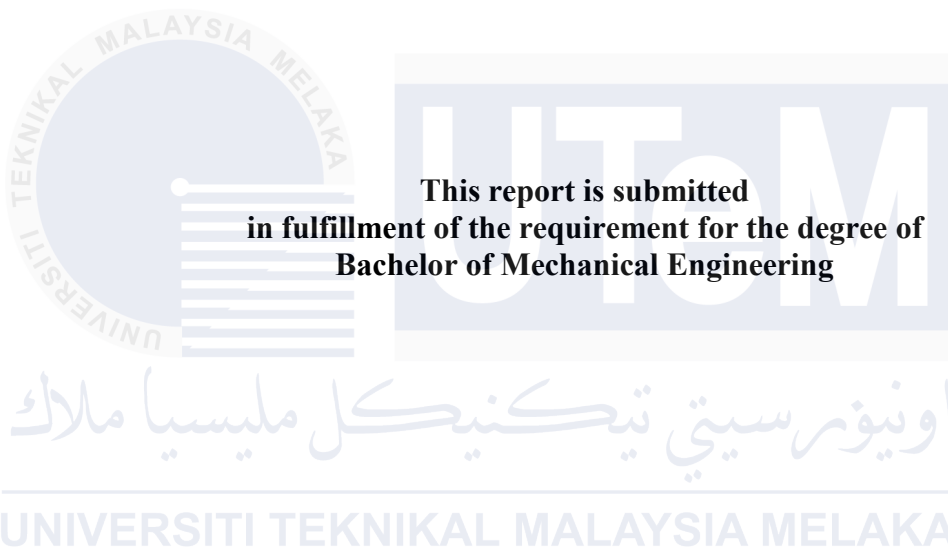 UNIVERSITI TEKNIKAL MALAYSIA MELAKA
UTeM
This report is submitted
in fulfillment of the requirement for the degree of
Bachelor of Mechanical Engineering
اونيۏرسيتي تيكنيكل مليسيا ملاك
UNIVERSITI TEKNIKAL MALAYSIA MELAKA